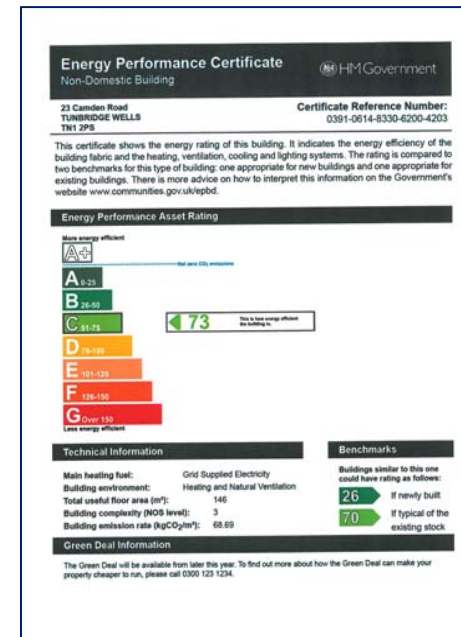 Energy Performance Certificate
Non-Domestic Building
HM Government
23 Camden Road
TUNBRIDGE WELLS
TN1 2PS
Certificate Reference Number:
0391-0614-8330-6200-4203
This certificate shows the energy rating of this building. It indicates the energy efficiency of the
building fabric and the heating, ventilation, cooling and lighting systems. The rating is compared to
two benchmarks for this type of building: one appropriate for new buildings and one appropriate for
existing buildings. There is more advice on how to interpret this information on the Government's
website www.communities.gov.uk/epbd.
Energy Performance Asset Rating
More energy efficient
A+
Net zero CO₂ emissions
A 0-25
B 26-50
C 51-75
73
This is how energy efficient
the building is.
D 76-100
E 101-125
F 126-150
G Over 150
Less energy efficient
Technical Information
Main heating fuel: Grid Supplied Electricity
Building environment: Heating and Natural Ventilation
Total useful floor area (m²): 146
Building complexity (NOS level): 3
Building emission rate (kgCO₂/m²): 68.69
Benchmarks
Buildings similar to this one
could have rating as follows:
26 If newly built
70 If typical of the
existing stock
Green Deal Information
The Green Deal will be available from later this year. To find out more about how the Green Deal can make your
property cheaper to run, please call 0300 123 1234.